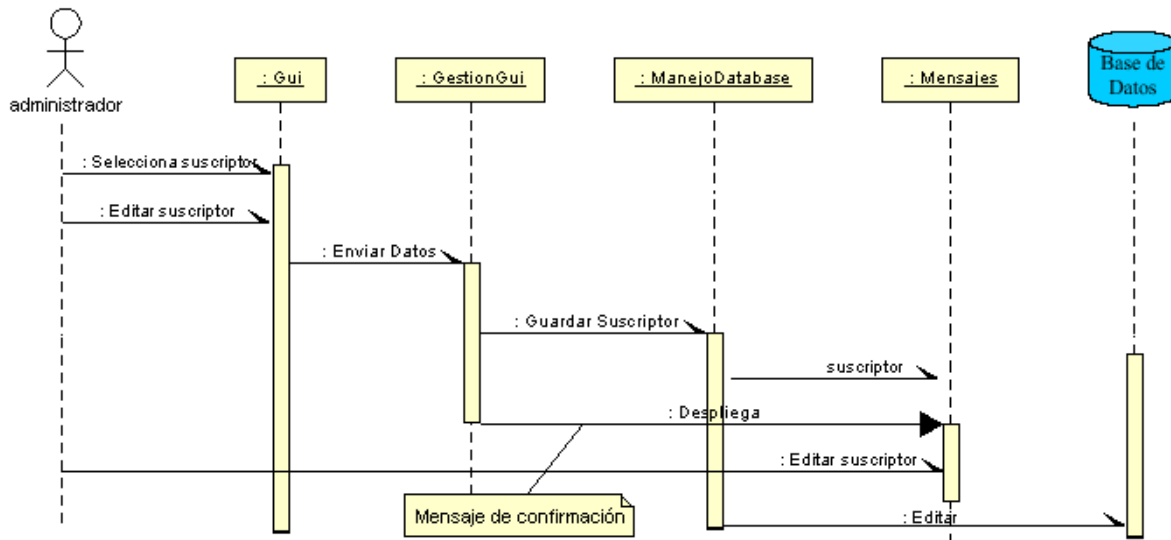 administrador
: Gui
: GestionGui
: ManejoDatabase
: Mensajes
Base de
Datos
: Selecciona suscriptor
: Editar suscriptor
: Enviar Datos
: Guardar Suscriptor
suscriptor
: Despliega
: Editar suscriptor
Mensaje de confirmación
: Editar